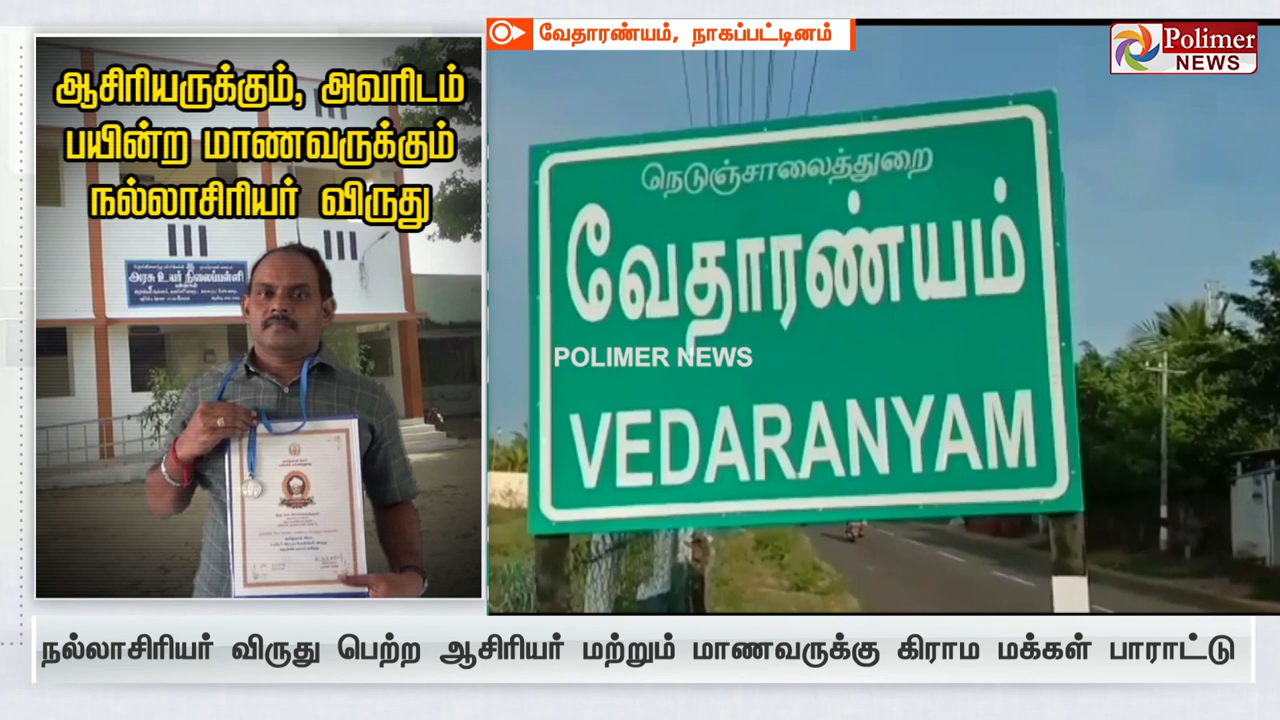 வேதாரண்யம், நாகப்பட்டினம்
Polimer
NEWS
ஆசிரியருக்கும், அவரிடம்
பயின்ற மாணவருக்கும்
நல்லாசிரியர் விருது
அரசு உயர் நிலைப்பள்ளி
நெடுஞ்சாலைத்துறை
வேதாரண்யம்
POLIMER NEWS
VEDARANYAM
நல்லாசிரியர் விருது பெற்ற ஆசிரியர் மற்றும் மாணவருக்கு கிராம மக்கள் பாராட்டு